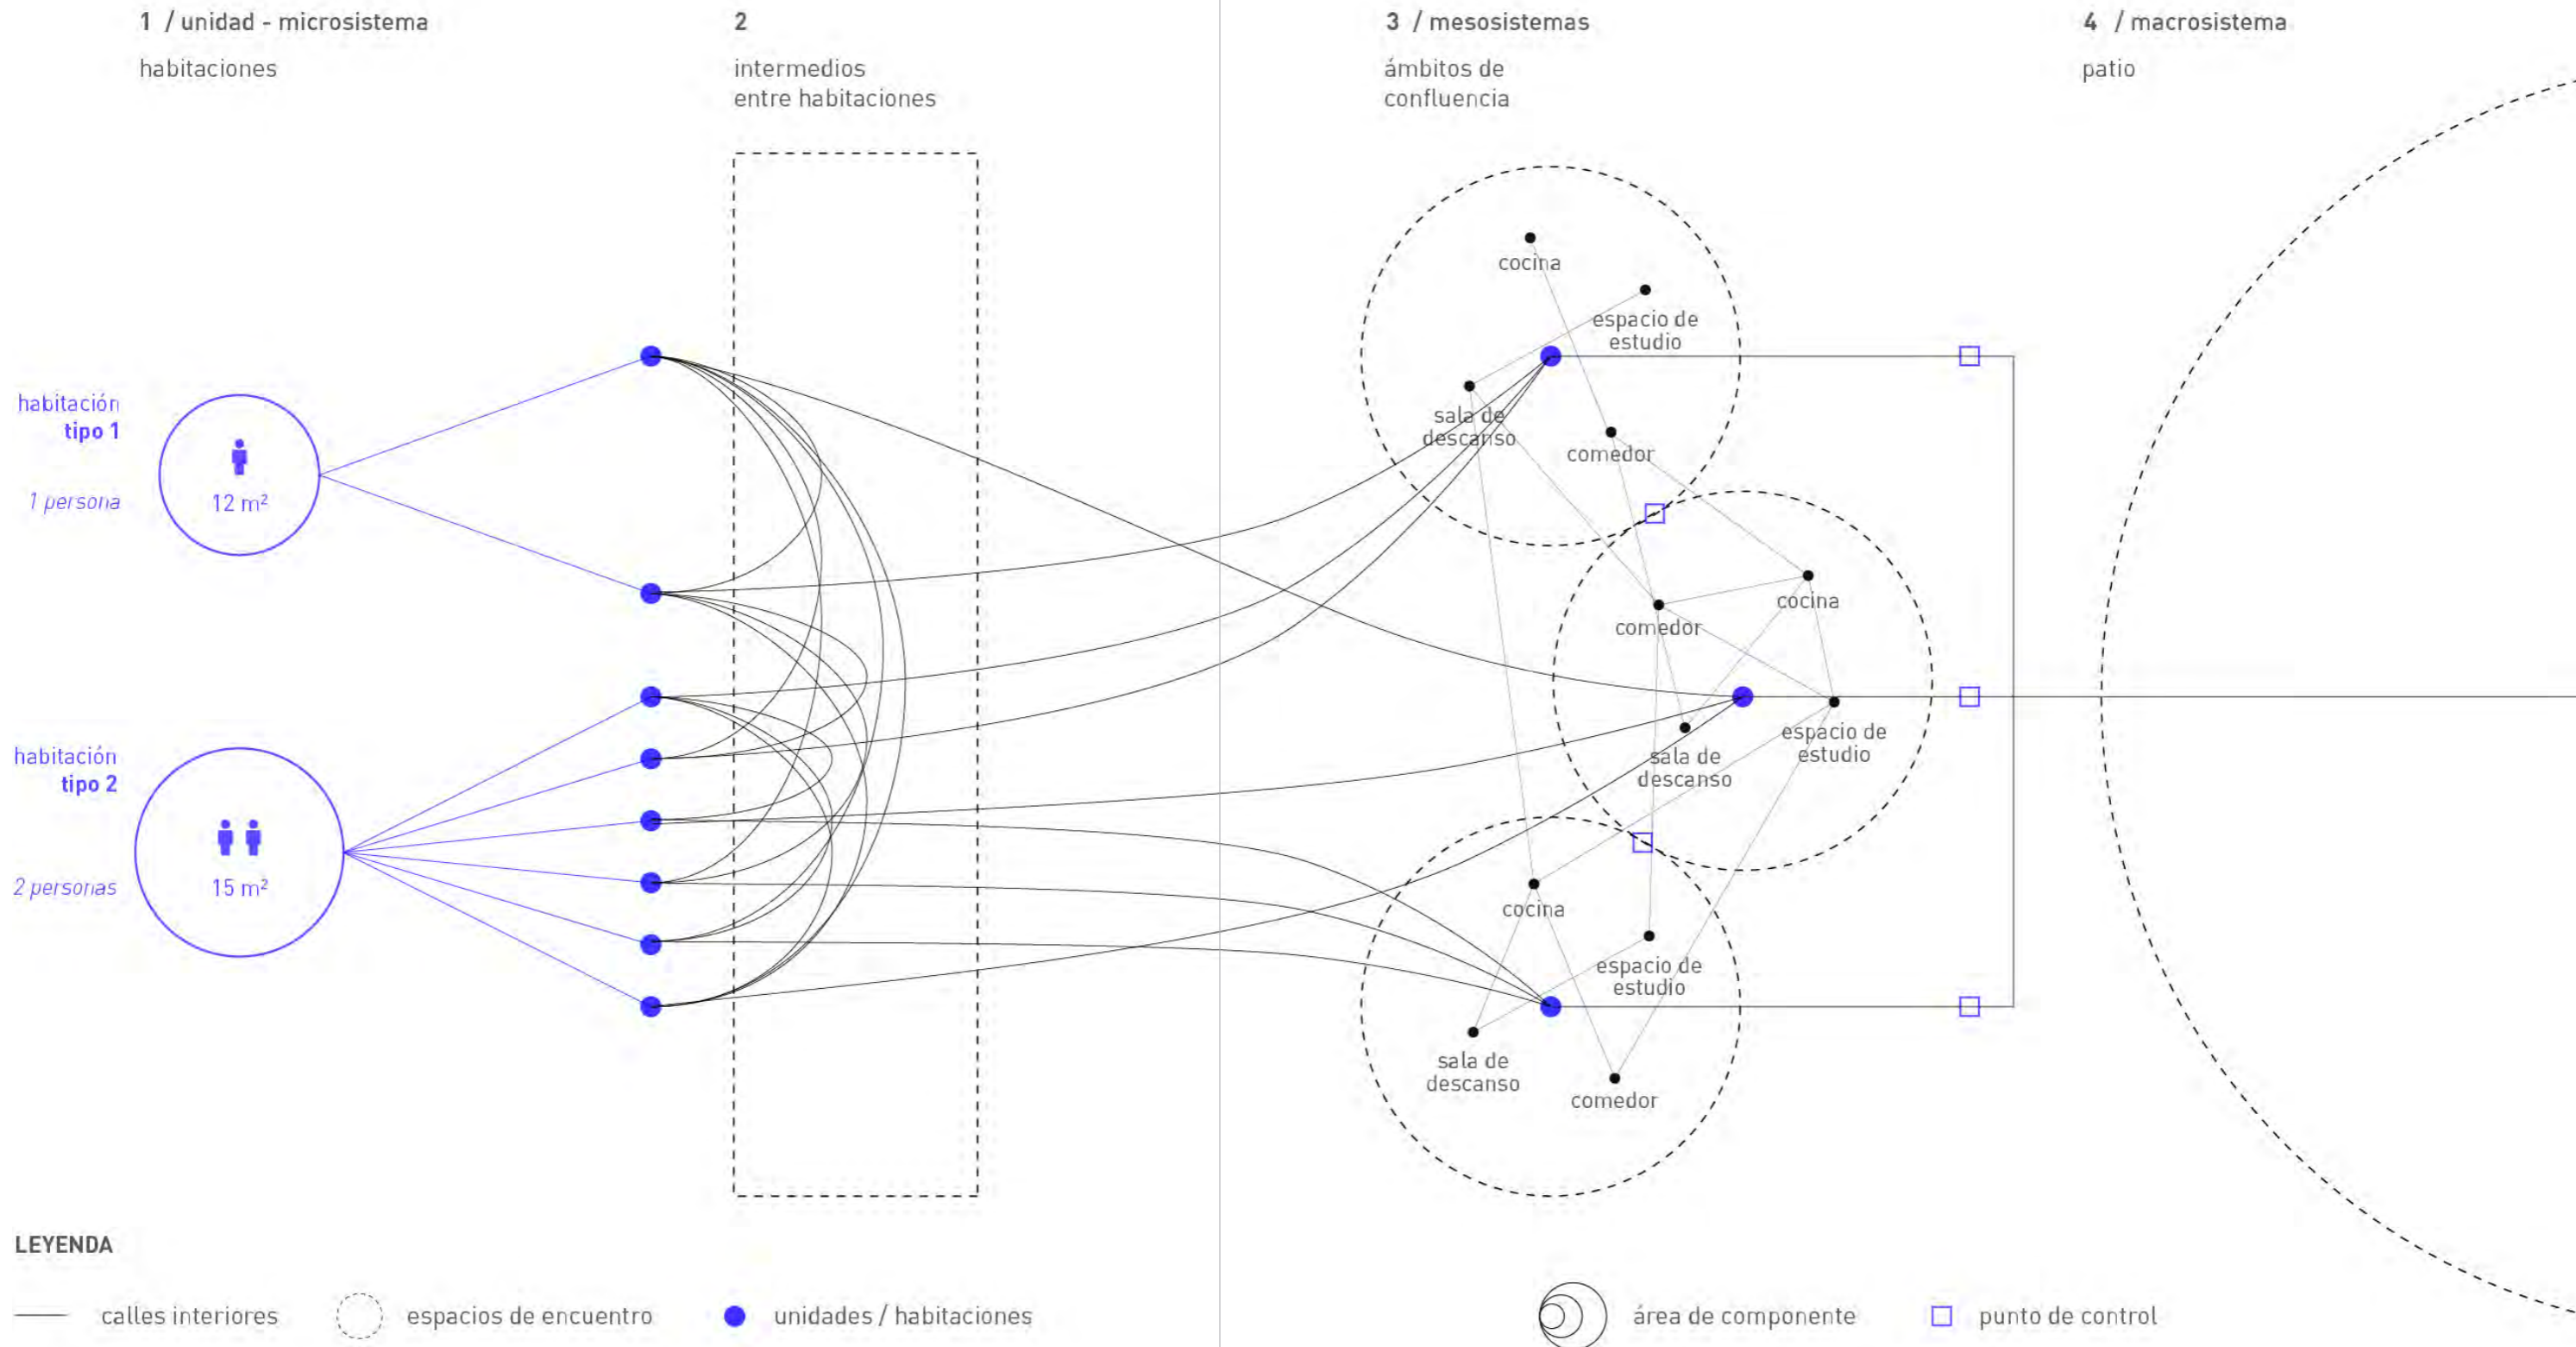 1 / unidad - microsistema
habitaciones
2
intermedios
entre habitaciones
3 / mesosistemas
ámbitos de
confluencia
4 / macrosistema
patio
habitación
tipo 1
1 persona
12 m²
habitación
tipo 2
2 personas
15 m²
cocina
espacio de
estudio
sala de
descanso
comedor
cocina
comedor
espacio de
estudio
sala de
descanso
cocina
espacio de
estudio
sala de
descanso
comedor
LEYENDA
calles interiores
espacios de encuentro
unidades / habitaciones
área de componente
punto de control